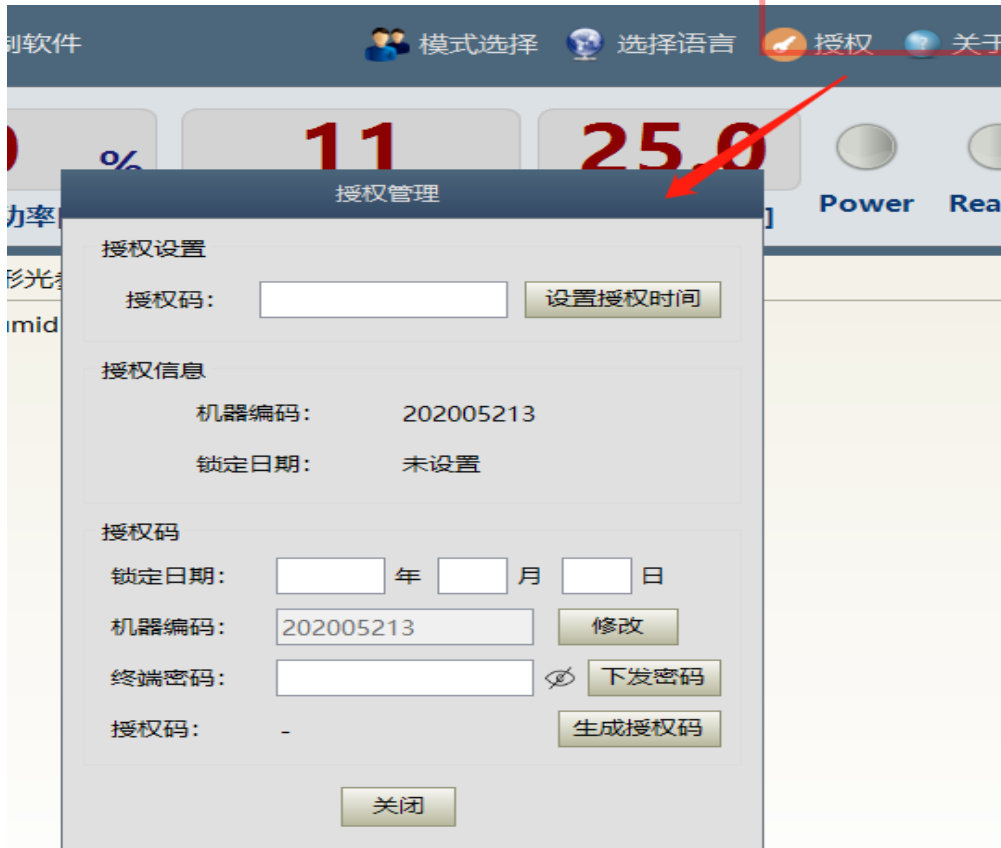 制软件 模式选择 选择语言 授权 关于
0 % 11 25.0
功率[ ] Power Rea
授权管理
授权设置
授权码： 设置授权时间
授权信息
机器编码： 202005213
锁定日期： 未设置
授权码
锁定日期： 年 月 日
机器编码： 202005213 修改
终端密码： 下发密码
授权码： - 生成授权码
关闭